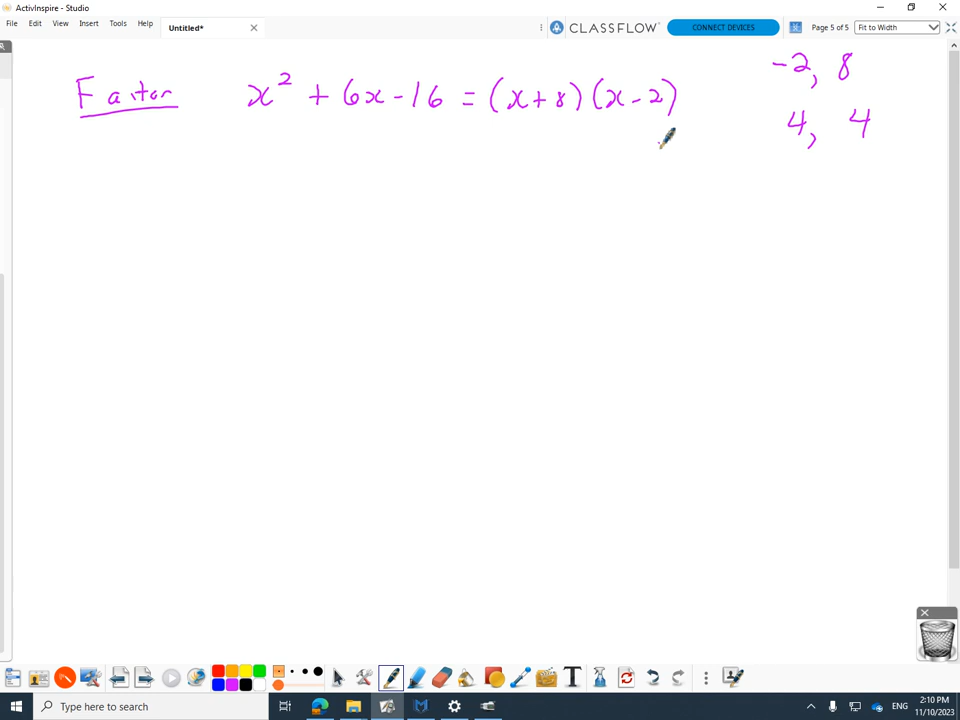 ActivInspire - Studio
File Edit View Insert Tools Help Untitled* CLASSFLOW CONNECT DEVICES Page 5 of 5 Fit to Width
-2, 8
Factor x² + 6x - 16 = (x + 8)(x - 2)
4, 4
Type here to search
ENG
2:10 PM
11/10/2023